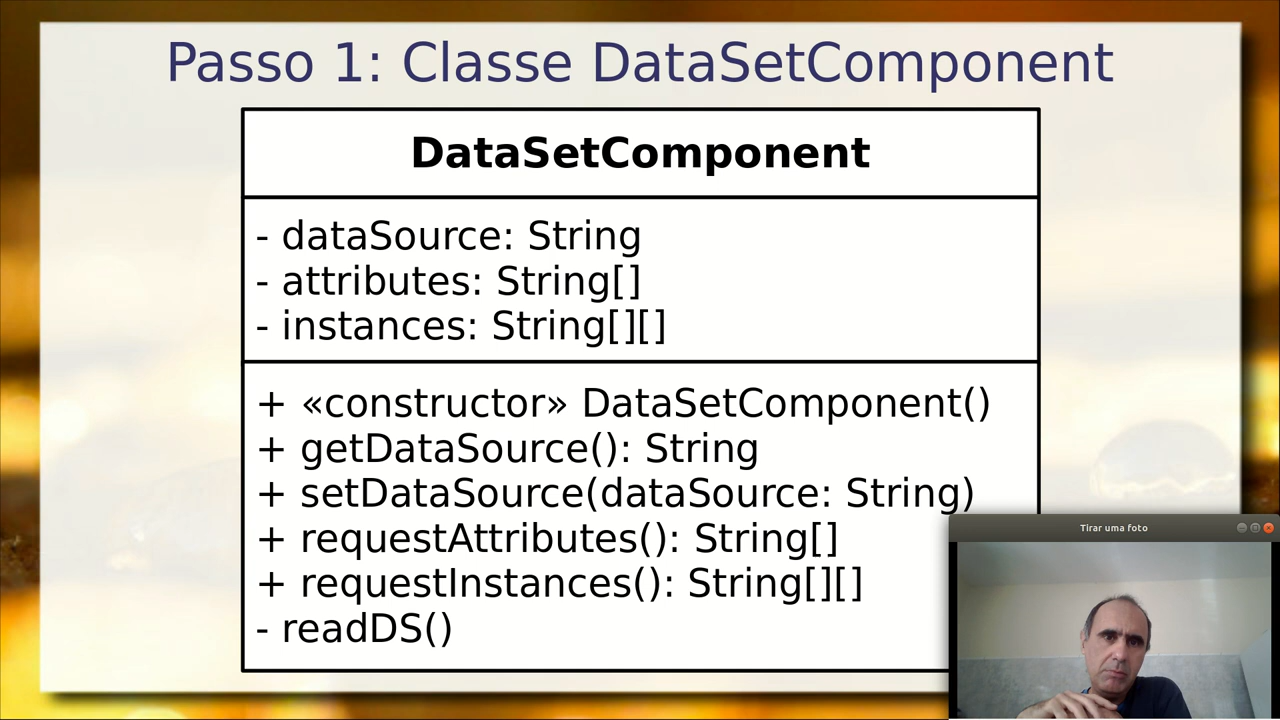 Passo 1: Classe DataSetComponent
DataSetComponent
- dataSource: String
- attributes: String[]
- instances: String[][]
+ «constructor» DataSetComponent()
+ getDataSource(): String
+ setDataSource(dataSource: String)
+ requestAttributes(): String[]
+ requestInstances(): String[][]
- readDS()
Tirar uma foto